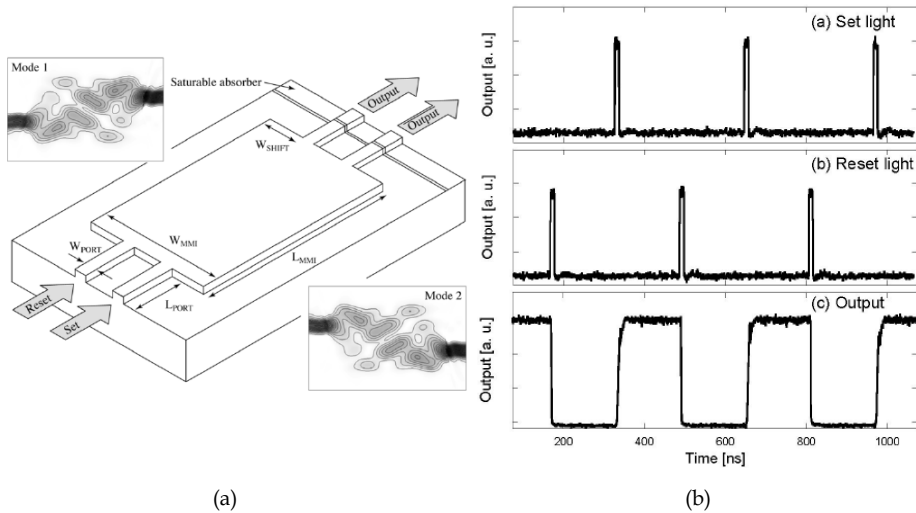 Mode 1
Saturable absorber
Output
Output
W_SHIFT
W_MMI
L_MMI
W_PORT
L_PORT
Reset
Set
Mode 2
(a)
(a) Set light
Output [a. u.]
(b) Reset light
Output [a. u.]
(c) Output
Output [a. u.]
200 400 600 800 1000
Time [ns]
(b)